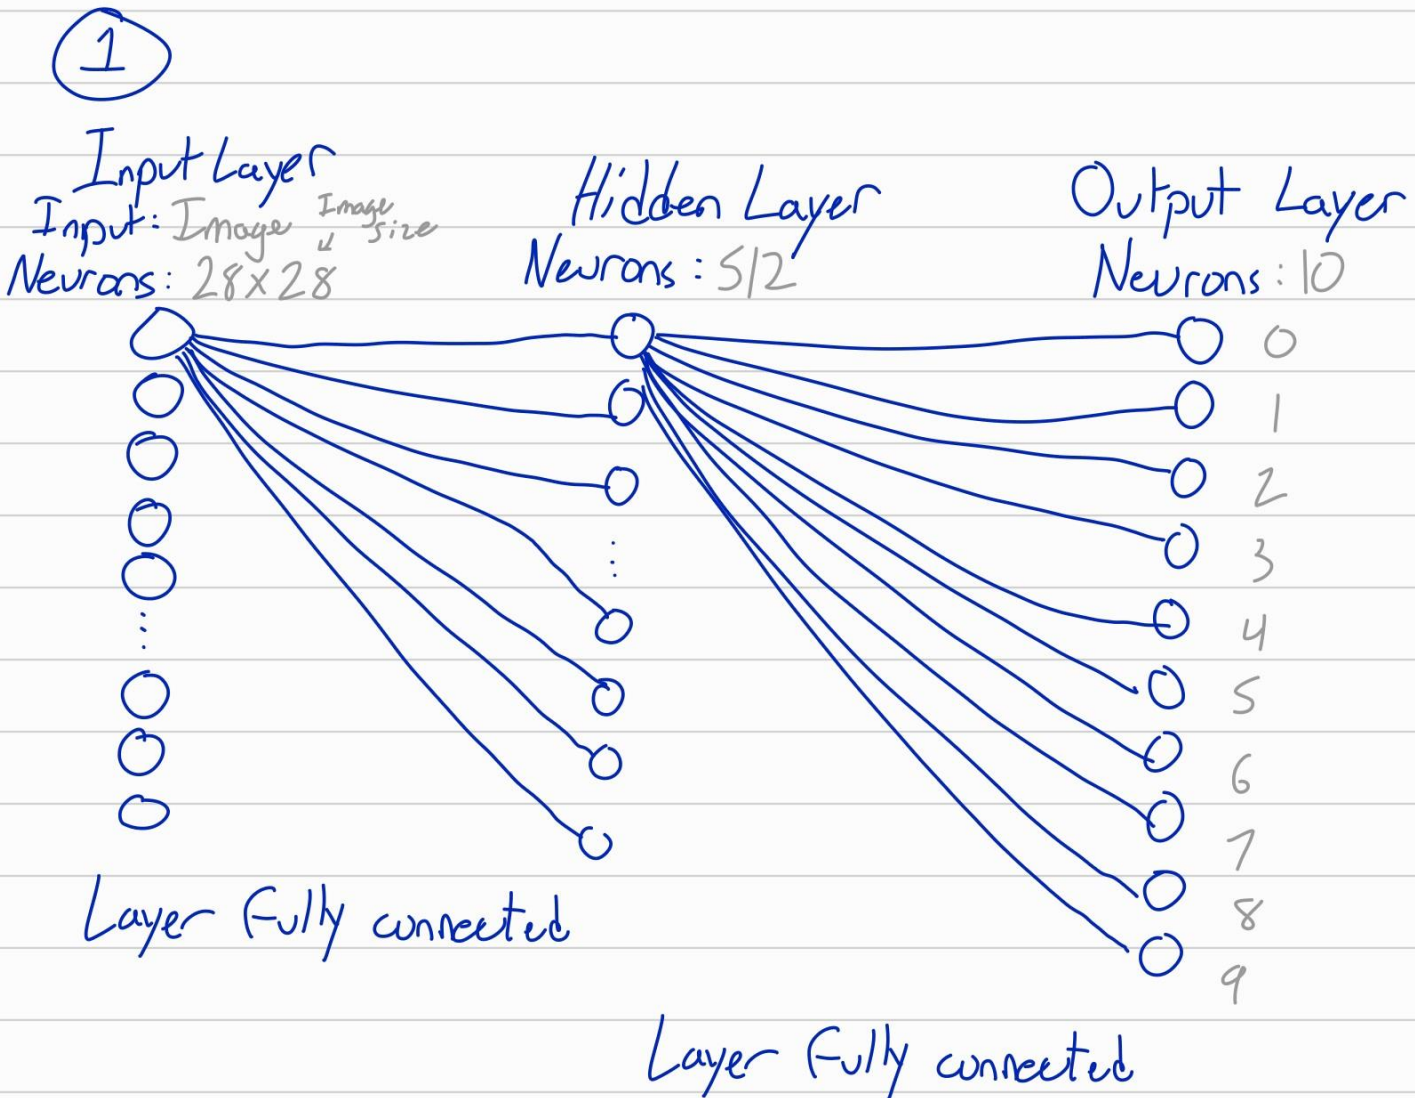 1
Input Layer
Input: Image Image size
Neurons: 28x28
Hidden Layer
Neurons: 512
Output Layer
Neurons: 10
0
1
2
3
4
5
6
7
8
9
Layer Fully connected
Layer Fully connected